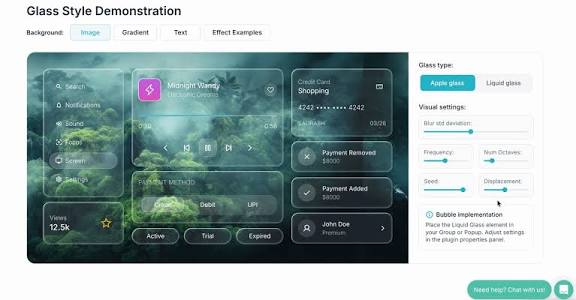 Glass Style Demonstration
Background: Image Gradient Text Effect Examples
Search
Notifications
Sound
Focus
Screen
Settings
Views
12.5k
Midnight Wandy
Electronic Dreams
0:39
0:56
PAYMENT METHOD
Debit
UPI
Active
Trial
Expired
Credit Card
Shopping
4242 •••• •••• 4242
SAURABH 03/26
Payment Removed
$8000
Payment Added
$8000
John Doe
Premium
Glass type:
Apple glass Liquid glass
Visual settings:
Blur std deviation:
Frequency: Num Octaves:
Seed: Displacement:
Bubble implementation
Place the Liquid Glass element in
your Group or Popup. Adjust settings
in the plugin properties panel.
Need help? Chat with us!